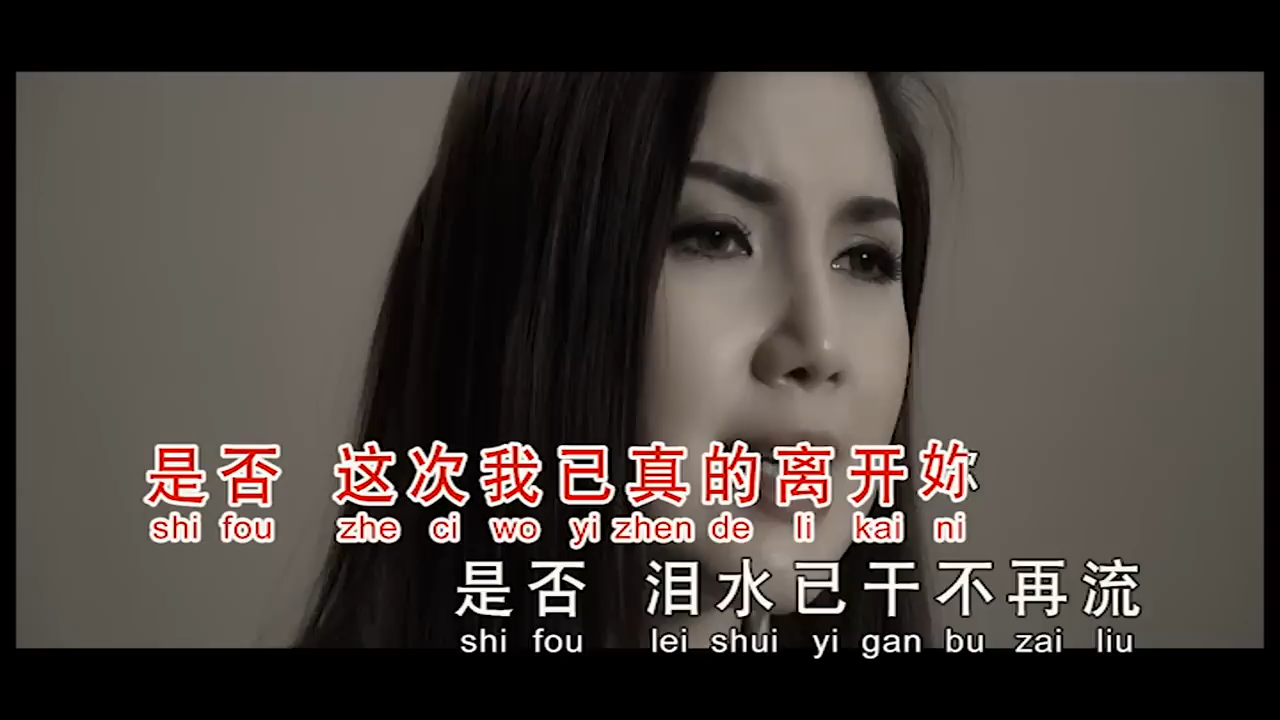 是否 这次我已真的离开妳
shi fou zhe ci wo yi zhen de li kai ni
是否 泪水已干不再流
shi fou lei shui yi gan bu zai liu